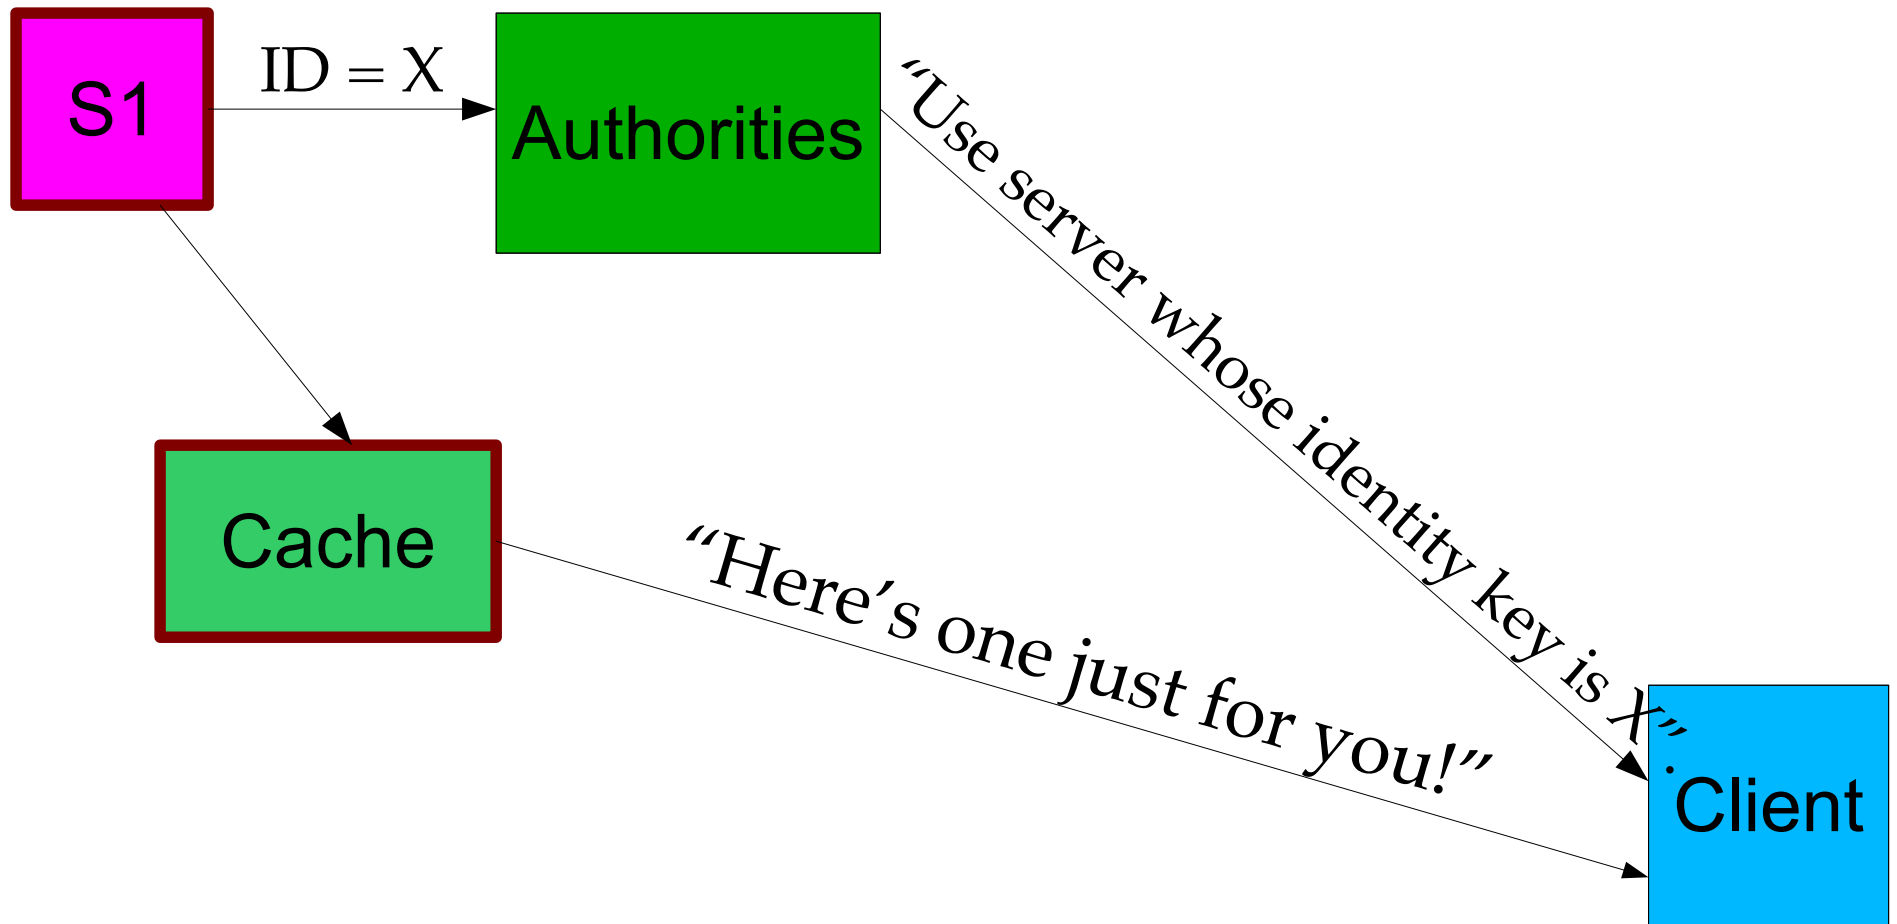 S1
ID = X
Authorities
“Use server whose identity key is X”.
Cache
“Here’s one just for you!”
Client